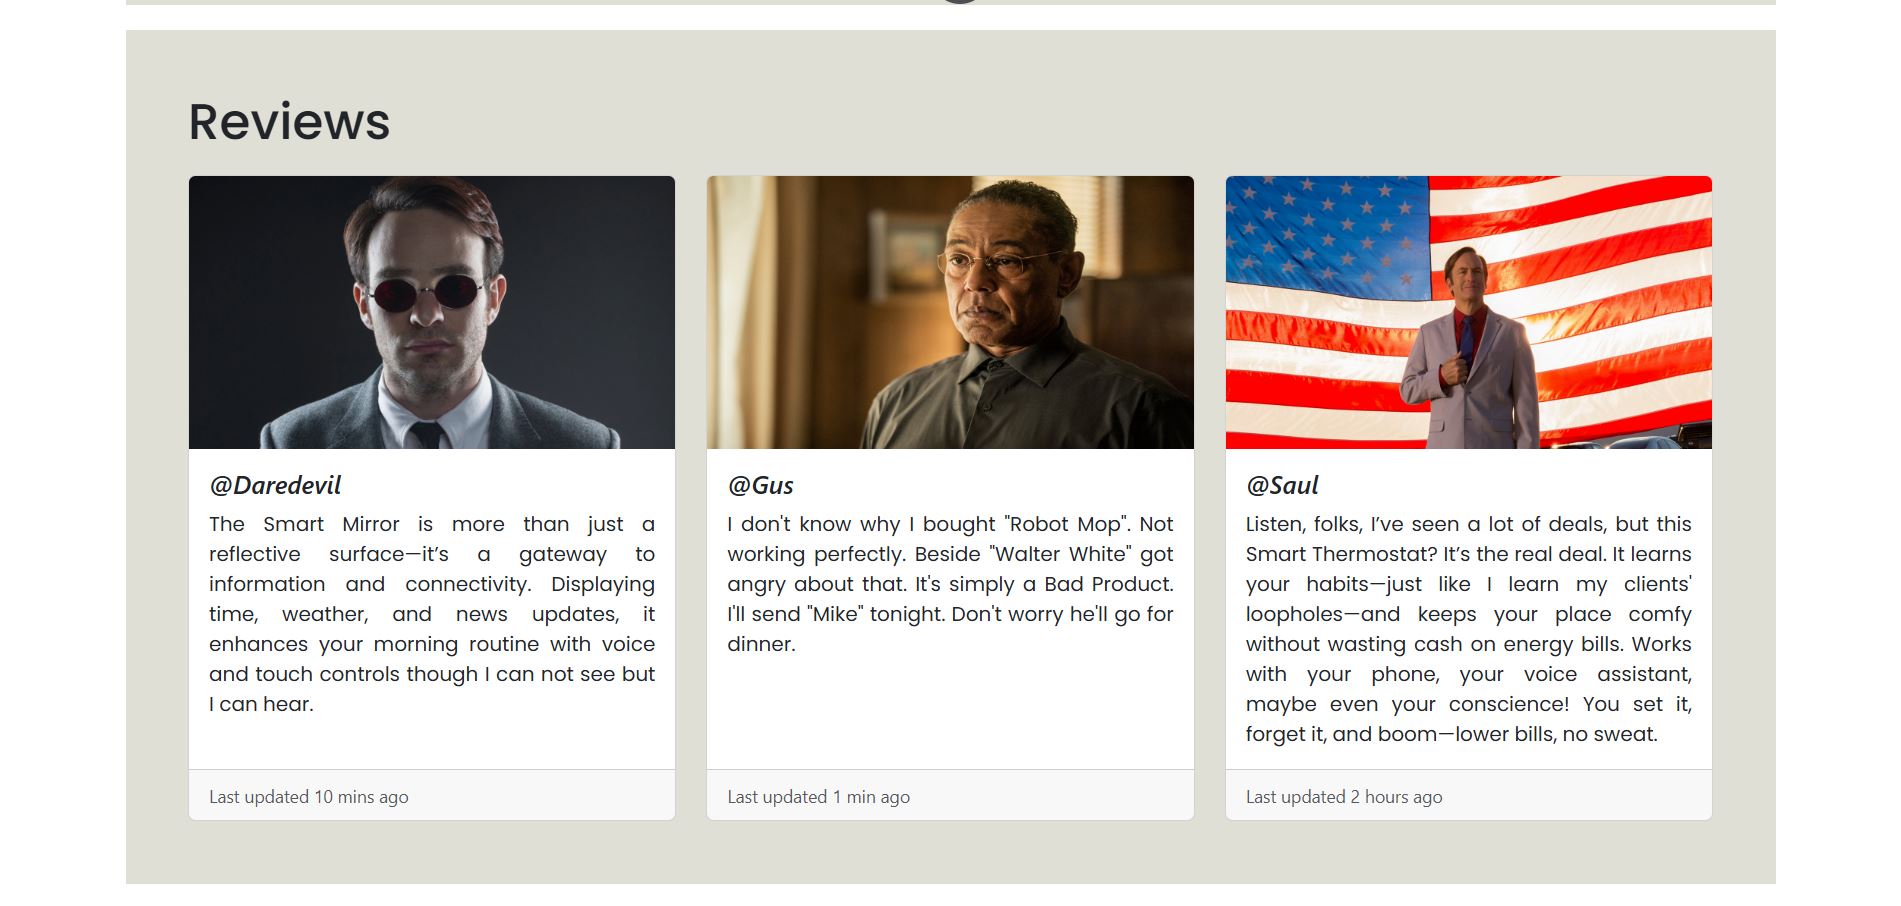 Reviews
@Daredevil
The Smart Mirror is more than just a
reflective surface—it’s a gateway to
information and connectivity. Displaying
time, weather, and news updates, it
enhances your morning routine with voice
and touch controls though I can not see but
I can hear.
Last updated 10 mins ago
@Gus
I don't know why I bought "Robot Mop". Not
working perfectly. Beside "Walter White" got
angry about that. It's simply a Bad Product.
I'll send "Mike" tonight. Don't worry he'll go for
dinner.
Last updated 1 min ago
@Saul
Listen, folks, I’ve seen a lot of deals, but this
Smart Thermostat? It’s the real deal. It learns
your habits—just like I learn my clients'
loopholes—and keeps your place comfy
without wasting cash on energy bills. Works
with your phone, your voice assistant,
maybe even your conscience! You set it,
forget it, and boom—lower bills, no sweat.
Last updated 2 hours ago